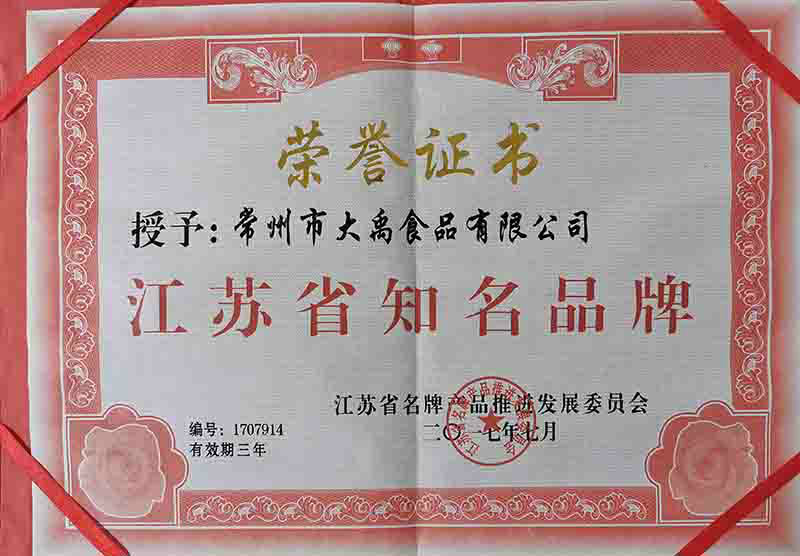 荣誉证书
授予：常州市大禹食品有限公司
江苏省知名品牌
江苏省名牌产品推进发展委员会
二〇一七年七月
编号：1707914
有效期三年